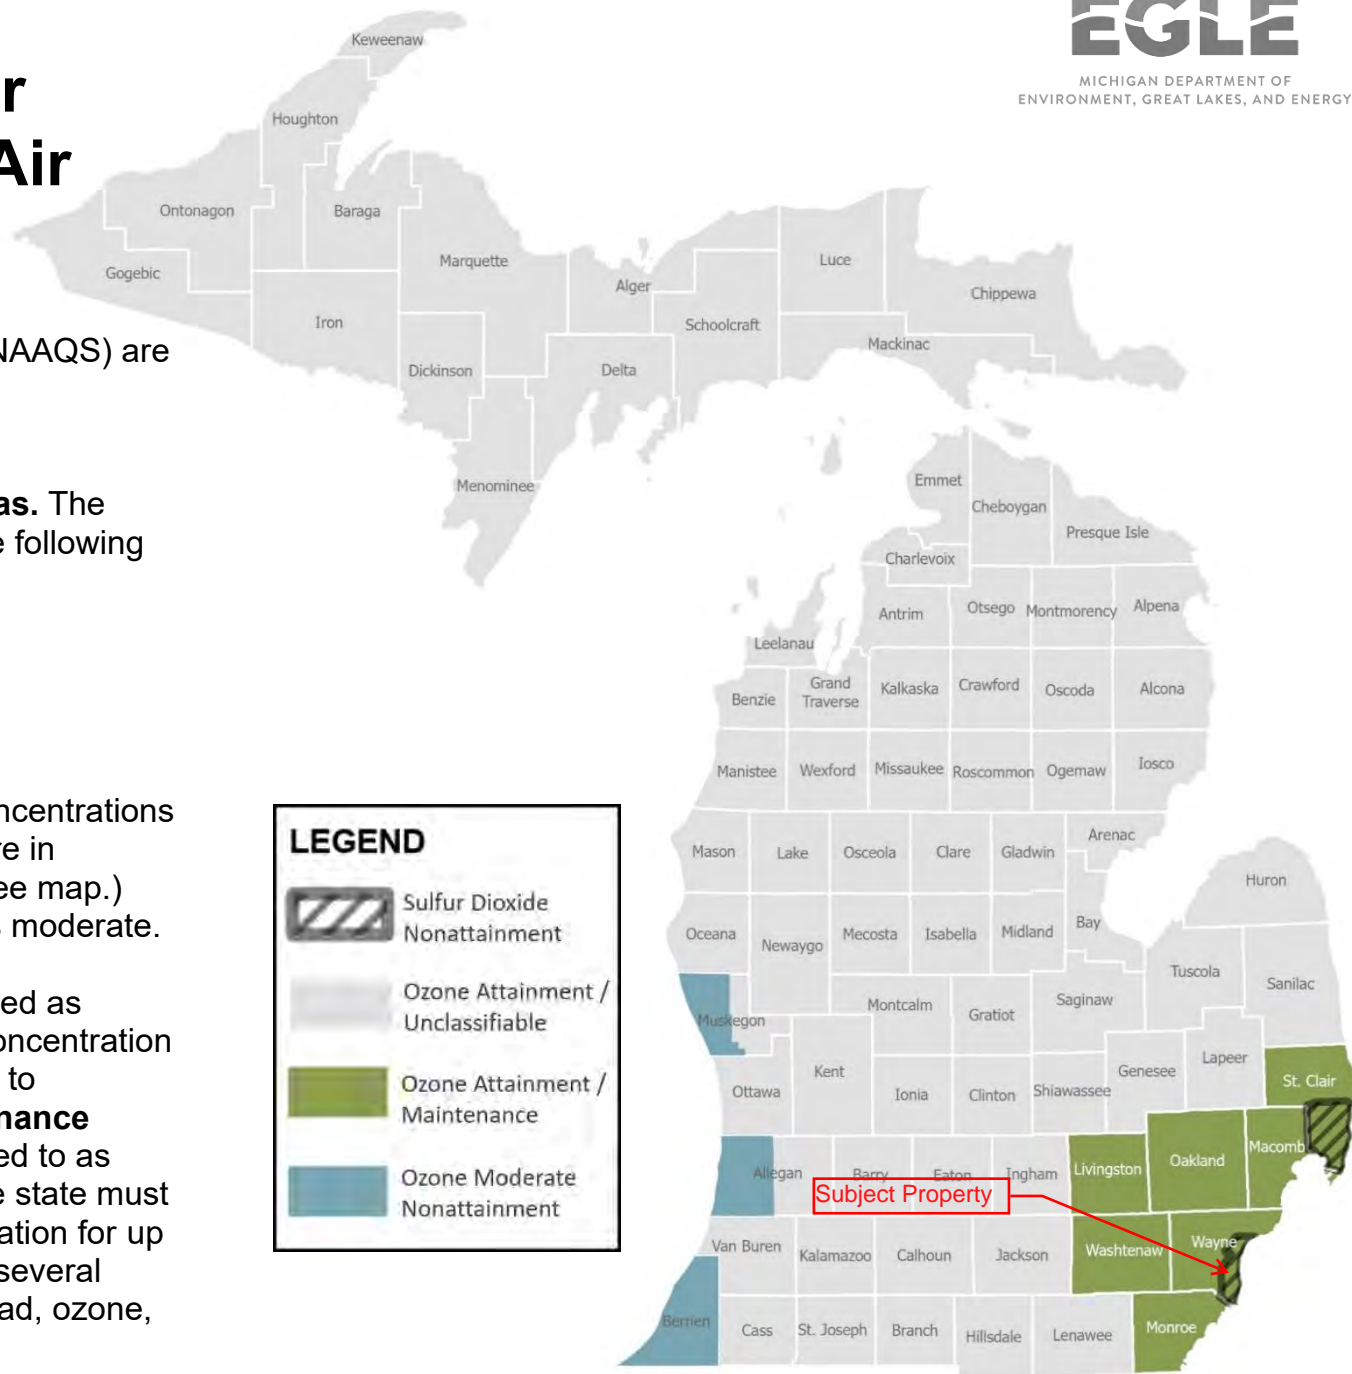 EGLE
MICHIGAN DEPARTMENT OF
ENVIRONMENT, GREAT LAKES, AND ENERGY
r
Air
NAAQS) are
as. The
e following
ncentrations
re in
ee map.)
s moderate.
ed as
oncentration
to
nance
ed to as
e state must
ation for up
several
ad, ozone,
Keweenaw
Houghton
Ontonagon
Baraga
Gogebic
Marquette
Alger
Luce
Chippewa
Iron
Schoolcraft
Mackinac
Dickinson
Delta
Menominee
Emmet
Cheboygan
Presque Isle
Charlevoix
Antrim
Otsego
Montmorency
Alpena
Leelanau
Benzie
Grand
Traverse
Kalkaska
Crawford
Oscoda
Alcona
Manistee
Wexford
Missaukee
Roscommon
Ogemaw
Iosco
Mason
Lake
Osceola
Clare
Gladwin
Arenac
Huron
Oceana
Newaygo
Mecosta
Isabella
Midland
Bay
Tuscola
Sanilac
Muskegon
Montcalm
Gratiot
Saginaw
Ottawa
Kent
Ionia
Clinton
Shiawassee
Genesee
Lapeer
St. Clair
Allegan
Barry
Eaton
Ingham
Livingston
Oakland
Macomb
Subject Property
Van Buren
Kalamazoo
Calhoun
Jackson
Washtenaw
Wayne
Berrien
Cass
St. Joseph
Branch
Hillsdale
Lenawee
Monroe
LEGEND
Sulfur Dioxide
Nonattainment
Ozone Attainment /
Unclassifiable
Ozone Attainment /
Maintenance
Ozone Moderate
Nonattainment